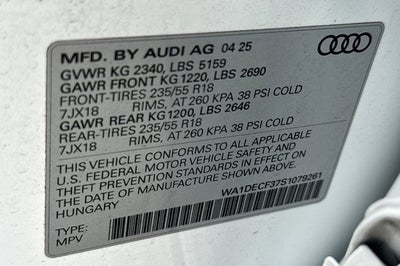 MFD. BY AUDI AG 04 25
GVWR KG 2340, LBS 5159
GAWR FRONT KG 1220, LBS 2690
FRONT-TIRES 235/55 R18
7JX18 RIMS, AT 260 KPA 38 PSI COLD
GAWR REAR KG1200, LBS 2646
REAR-TIRES 235/55 R18
7JX18 RIMS, AT 260 KPA 38 PSI COLD
THIS VEHICLE CONFORMS TO ALL APPLICABLE
U.S. FEDERAL MOTOR VEHICLE SAFETY AND
THEFT PREVENTION STANDARDS IN EFFECT ON
THE DATE OF MANUFACTURE SHOWN ABOVE.
HUNGARY WA1DECF37S1079261
TYPE:
MPV